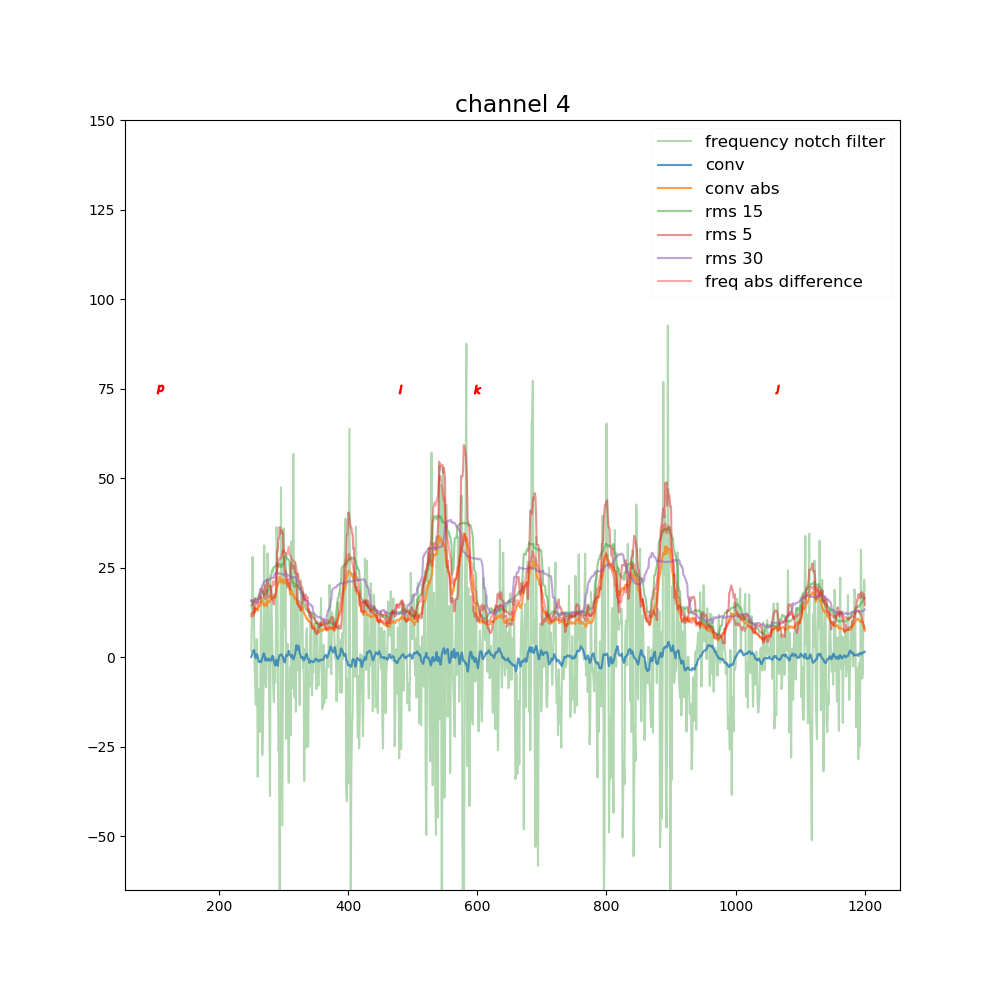 channel 4
150
125
100
75
50
25
0
−25
−50
frequency notch filter
conv
conv abs
rms 15
rms 5
rms 30
freq abs difference
p
l
k
j
200
400
600
800
1000
1200